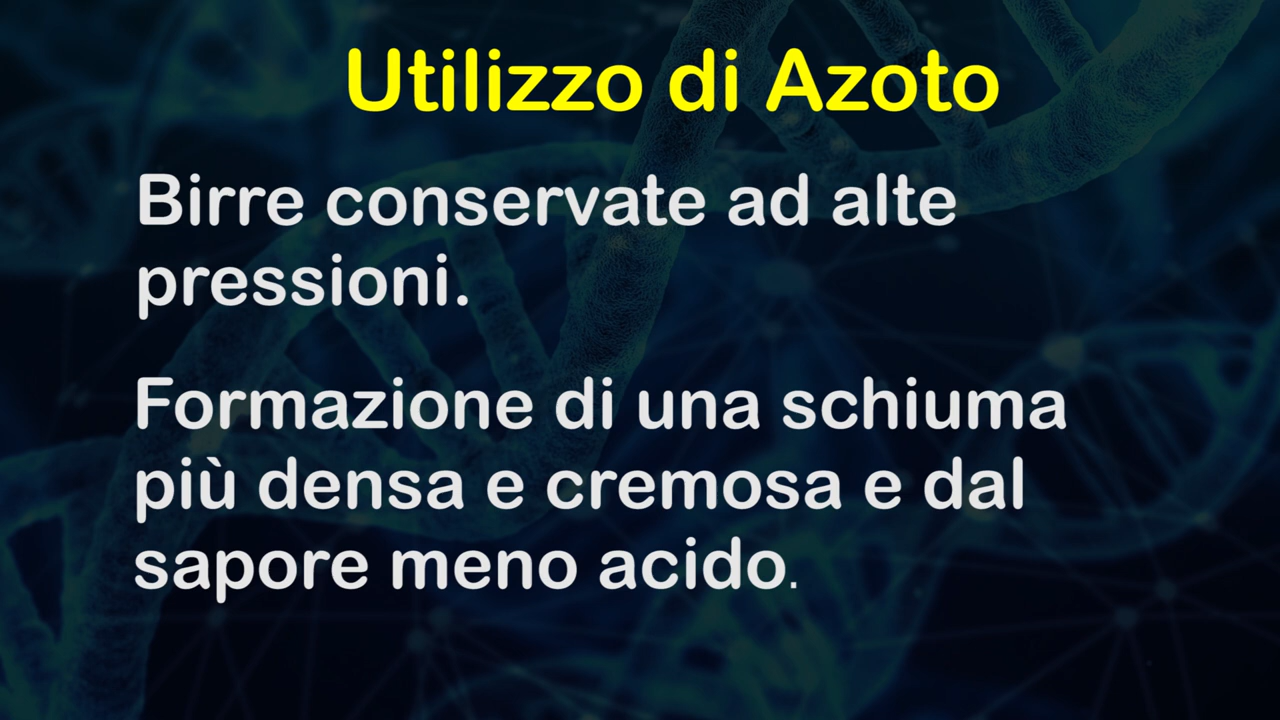 Utilizzo di Azoto
Birre conservate ad alte
pressioni.
Formazione di una schiuma
più densa e cremosa e dal
sapore meno acido.